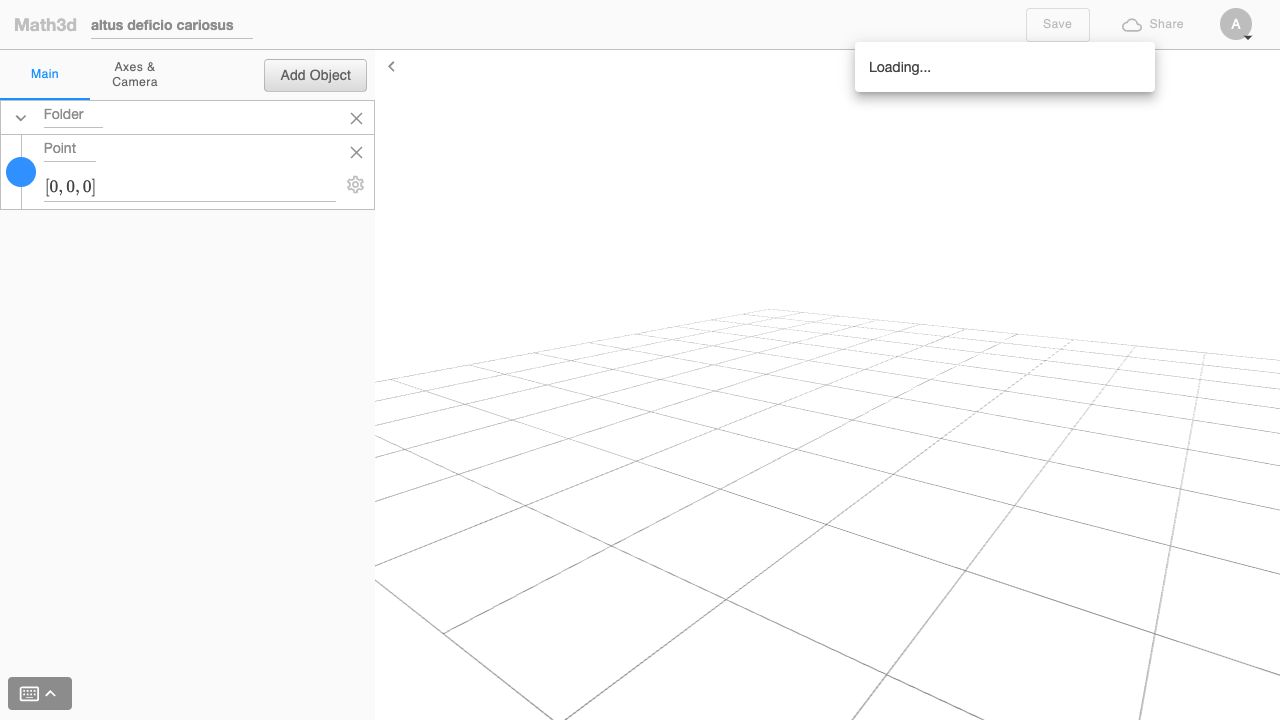 Math3d
altus deficio cariosus
Save
Share
A
Loading...
Main
Axes &
Camera
Add Object
Folder
Point
[0, 0, 0]